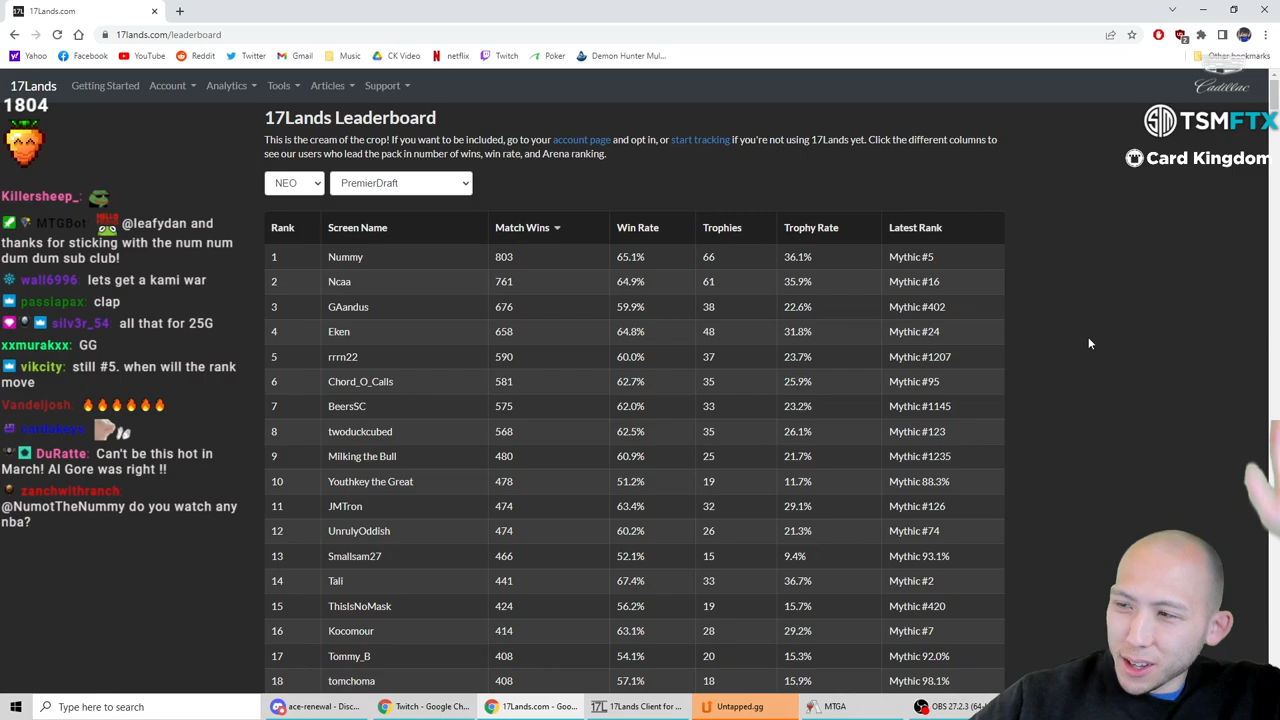 17Lands.com
17lands.com/leaderboard
Yahoo Facebook YouTube Reddit Twitter Gmail Music CK Video netflix Twitch Poker Demon Hunter Mul... Other bookmarks
17Lands Getting Started Account Analytics Tools Articles Support
Cadillac
1804
17Lands Leaderboard
This is the cream of the crop! If you want to be included, go to your account page and opt in, or start tracking if you're not using 17Lands yet. Click the different columns to
see our users who lead the pack in number of wins, win rate, and Arena ranking.
TSMFTX
Card Kingdom
NEO PremierDraft
Killersheep_:
MTGBot @leafydan and
thanks for sticking with the num num
dum dum sub club!
wall6996: lets get a kami war
passiapax: clap
silv3r_54: all that for 25G
xxmurakxx: GG
vikcity: still #5. when will the rank
move
Vandeljosh:
cardakeys:
DuRatte: Can't be this hot in
March! Al Gore was right !!
zanchwithranch:
@NumotTheNummy do you watch any
nba?
Rank Screen Name Match Wins Win Rate Trophies Trophy Rate Latest Rank
1 Nummy 803 65.1% 66 36.1% Mythic #5
2 Ncaa 761 64.9% 61 35.9% Mythic #16
3 GAandus 676 59.9% 38 22.6% Mythic #402
4 Eken 658 64.8% 48 31.8% Mythic #24
5 rrrn22 590 60.0% 37 23.7% Mythic #1207
6 Chord_O_Calls 581 62.7% 35 25.9% Mythic #95
7 BeersSC 575 62.0% 33 23.2% Mythic #1145
8 twoduckcubed 568 62.5% 35 26.1% Mythic #123
9 Milking the Bull 480 60.9% 25 21.7% Mythic #1235
10 Youthkey the Great 478 51.2% 19 11.7% Mythic 88.3%
11 JMTron 474 63.4% 32 29.1% Mythic #126
12 UnrulyOddish 474 60.2% 26 21.3% Mythic #74
13 Smallsam27 466 52.1% 15 9.4% Mythic 93.1%
14 Tali 441 67.4% 33 36.7% Mythic #2
15 ThisIsNoMask 424 56.2% 19 15.7% Mythic #420
16 Kocomour 414 63.1% 28 29.2% Mythic #7
17 Tommy_B 408 54.1% 20 15.3% Mythic 92.0%
18 tomchoma 408 57.1% 18 15.9% Mythic 98.1%
Type here to search ace-renewal - Disc... Twitch - Google Ch... 17Lands.com - Goo... 17Lands Client for ... Untapped.gg MTGA OBS 27.2.3 (64-